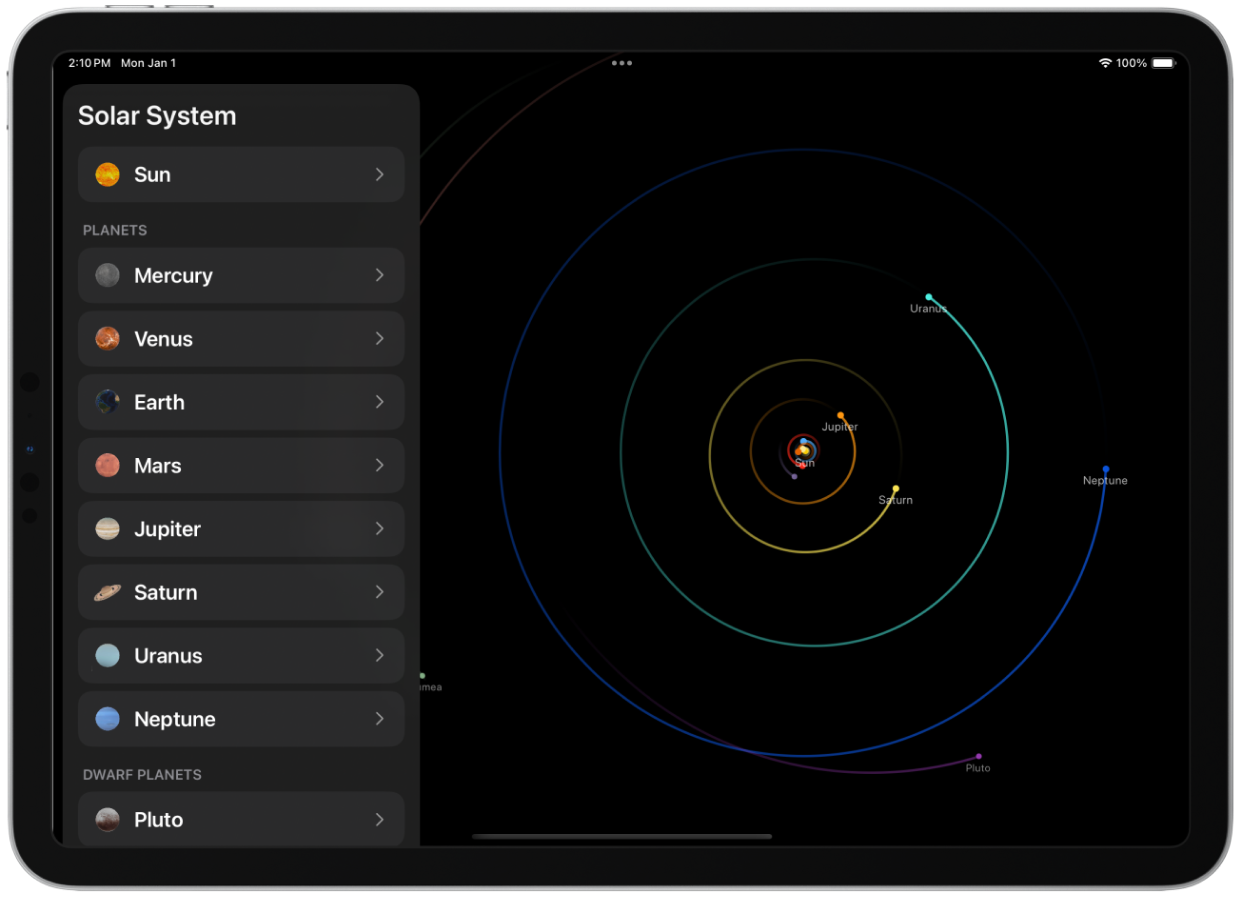 2:10 PM Mon Jan 1
100%
Solar System
Sun
PLANETS
Mercury
Venus
Earth
Mars
Jupiter
Saturn
Uranus
Neptune
DWARF PLANETS
Pluto
Uranus
Jupiter
Sun
Neptune
Saturn
umea
Pluto